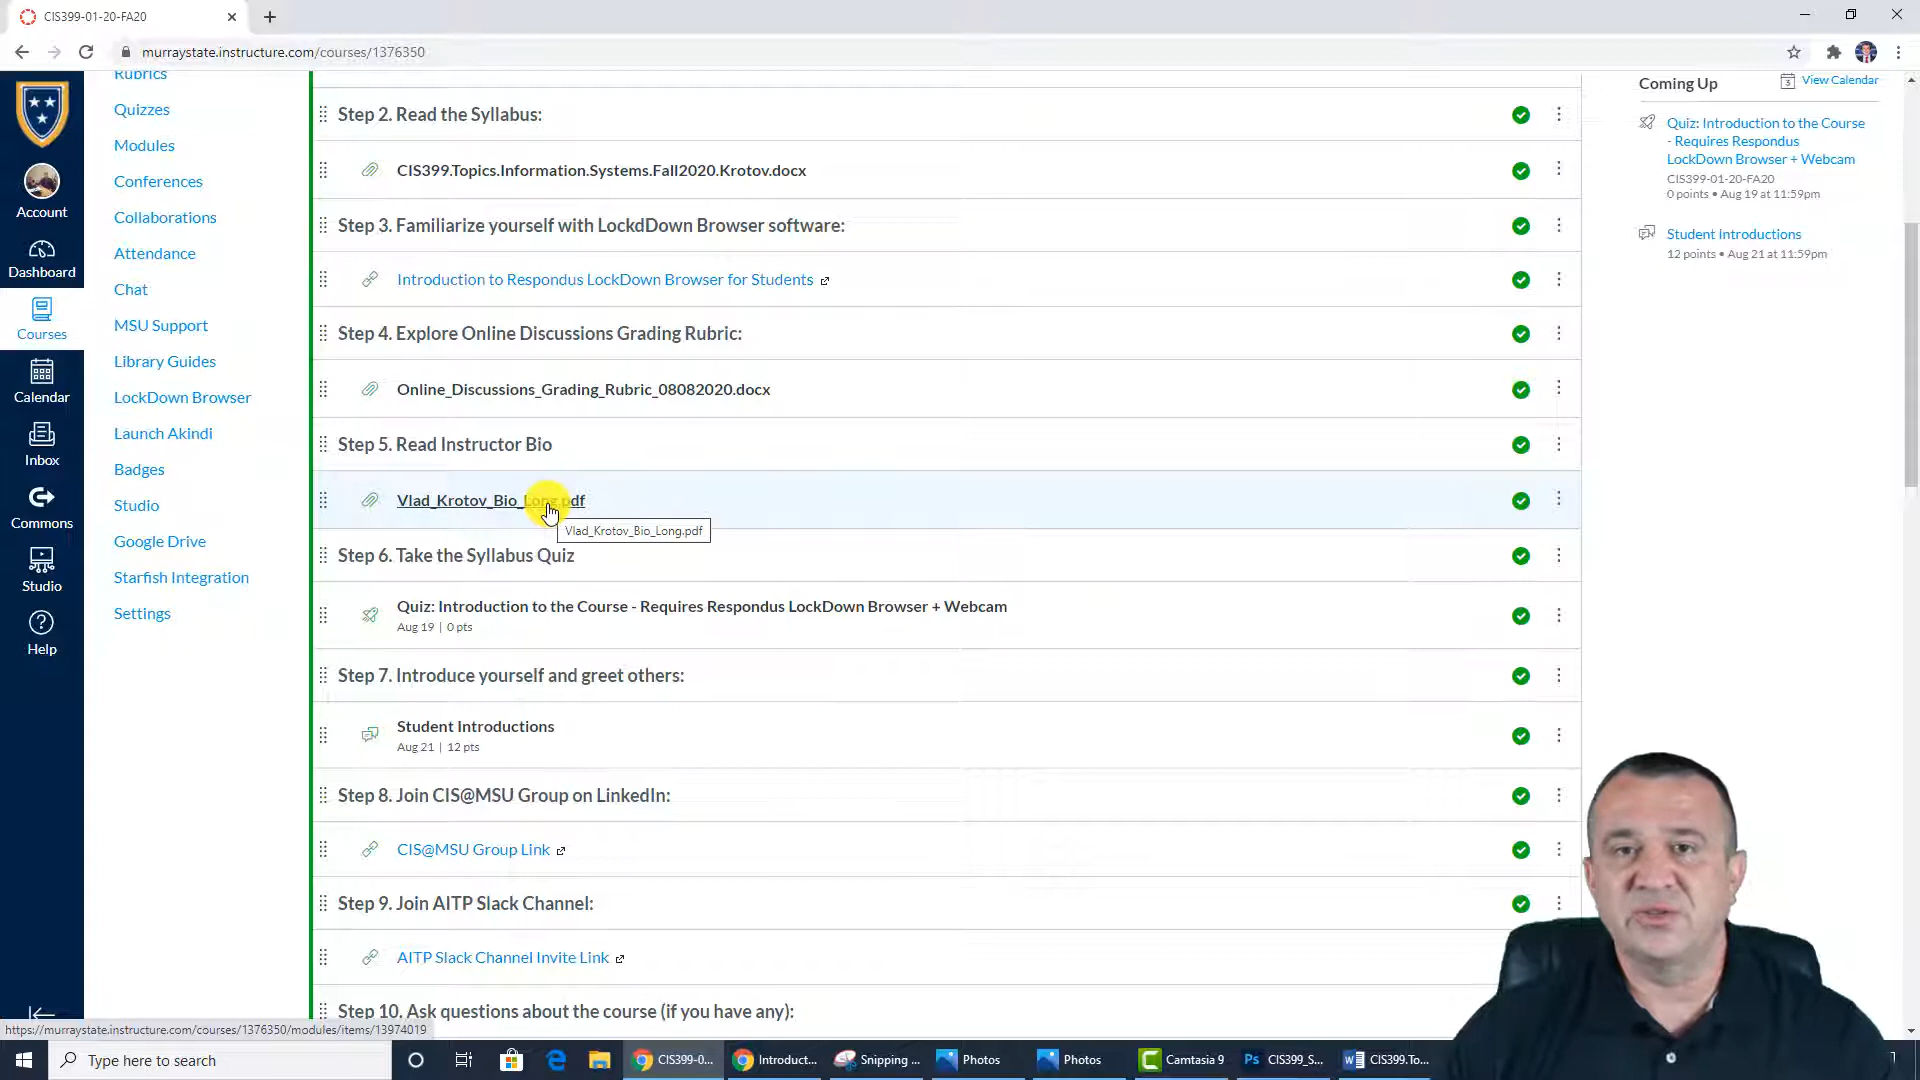 CIS399-01-20-FA20
murraystate.instructure.com/courses/1376350
Account
Dashboard
Courses
Calendar
Inbox
Commons
Studio
Help
Rubrics
Quizzes
Modules
Conferences
Collaborations
Attendance
Chat
MSU Support
Library Guides
LockDown Browser
Launch Akindi
Badges
Studio
Google Drive
Starfish Integration
Settings
Step 2. Read the Syllabus:
CIS399.Topics.Information.Systems.Fall2020.Krotov.docx
Step 3. Familiarize yourself with LockdDown Browser software:
Introduction to Respondus LockDown Browser for Students
Step 4. Explore Online Discussions Grading Rubric:
Online_Discussions_Grading_Rubric_08082020.docx
Step 5. Read Instructor Bio
Vlad_Krotov_Bio_Long.pdf
Vlad_Krotov_Bio_Long.pdf
Step 6. Take the Syllabus Quiz
Quiz: Introduction to the Course - Requires Respondus LockDown Browser + Webcam
Aug 19 | 0 pts
Step 7. Introduce yourself and greet others:
Student Introductions
Aug 21 | 12 pts
Step 8. Join CIS@MSU Group on LinkedIn:
CIS@MSU Group Link
Step 9. Join AITP Slack Channel:
AITP Slack Channel Invite Link
Step 10. Ask questions about the course (if you have any):
Coming Up
View Calendar
Quiz: Introduction to the Course
- Requires Respondus
LockDown Browser + Webcam
CIS399-01-20-FA20
0 points • Aug 19 at 11:59pm
Student Introductions
12 points • Aug 21 at 11:59pm
https://murraystate.instructure.com/courses/1376350/modules/items/13974019
Type here to search
CIS399-0...
Introduct...
Snipping ...
Photos
Photos
Camtasia 9
CIS399_S...
CIS399.To...